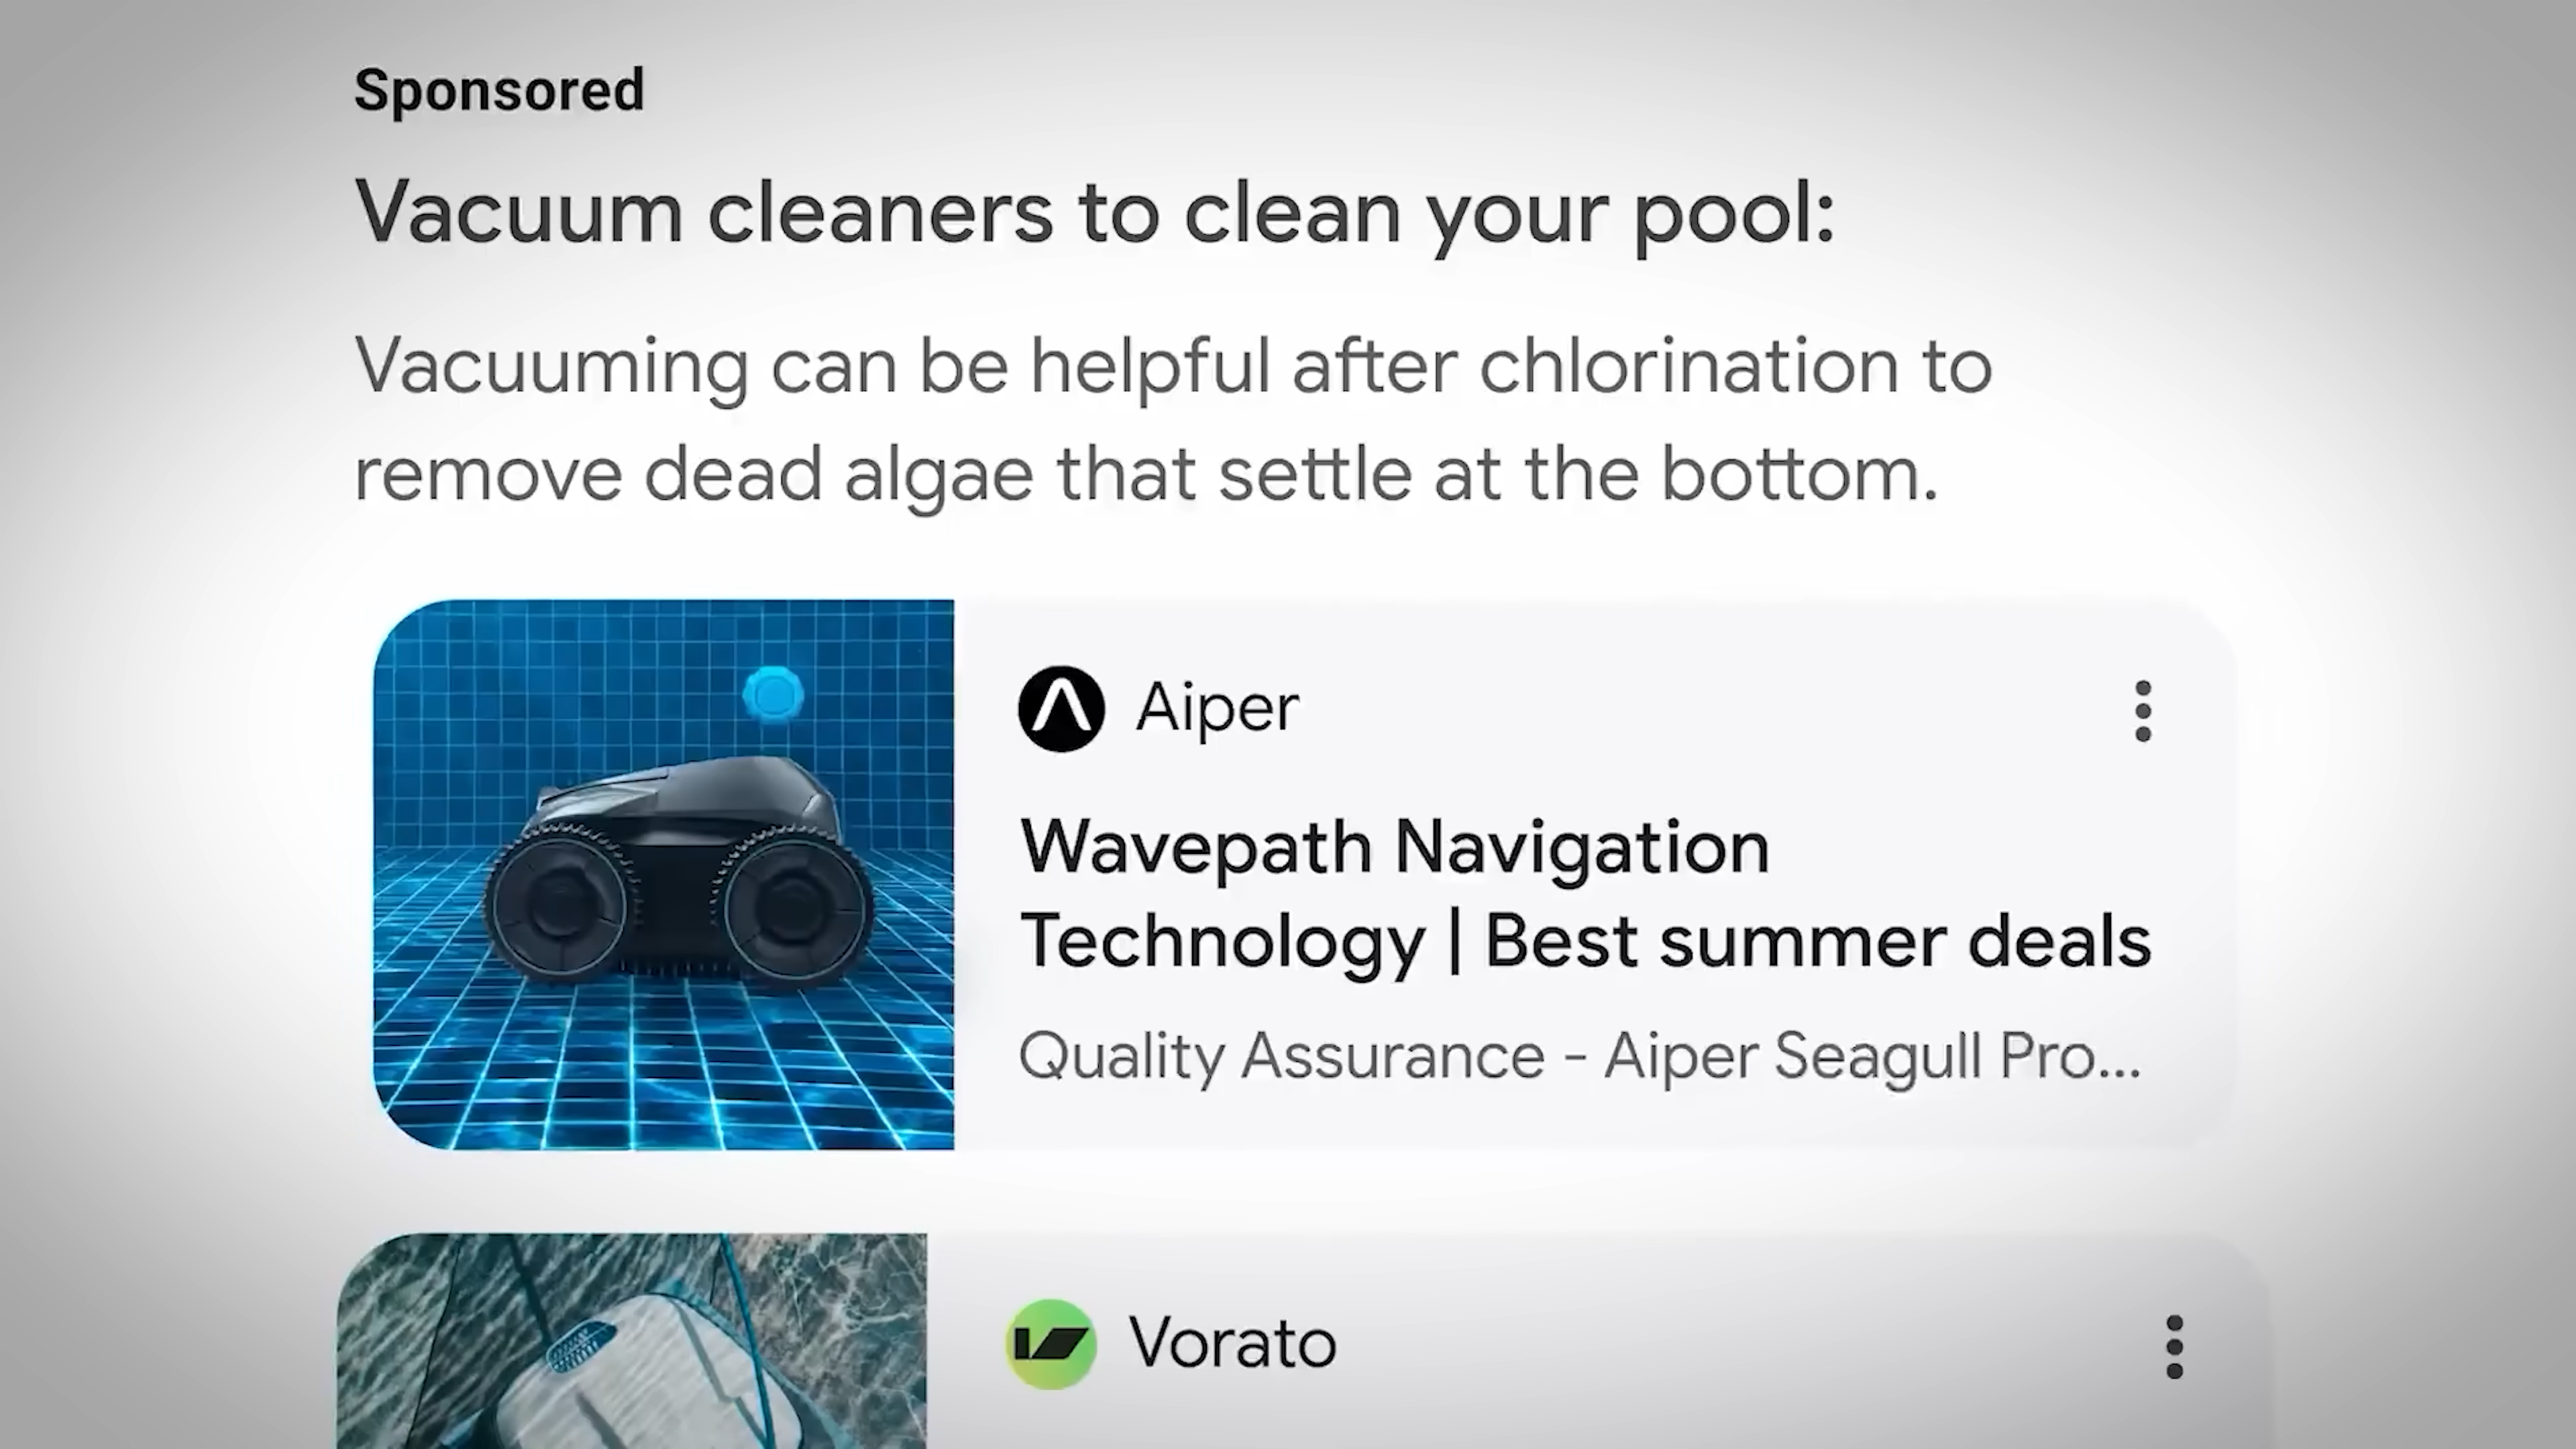 Sponsored
Vacuum cleaners to clean your pool:
Vacuuming can be helpful after chlorination to
remove dead algae that settle at the bottom.
Aiper
Wavepath Navigation
Technology | Best summer deals
Quality Assurance - Aiper Seagull Pro...
Vorato